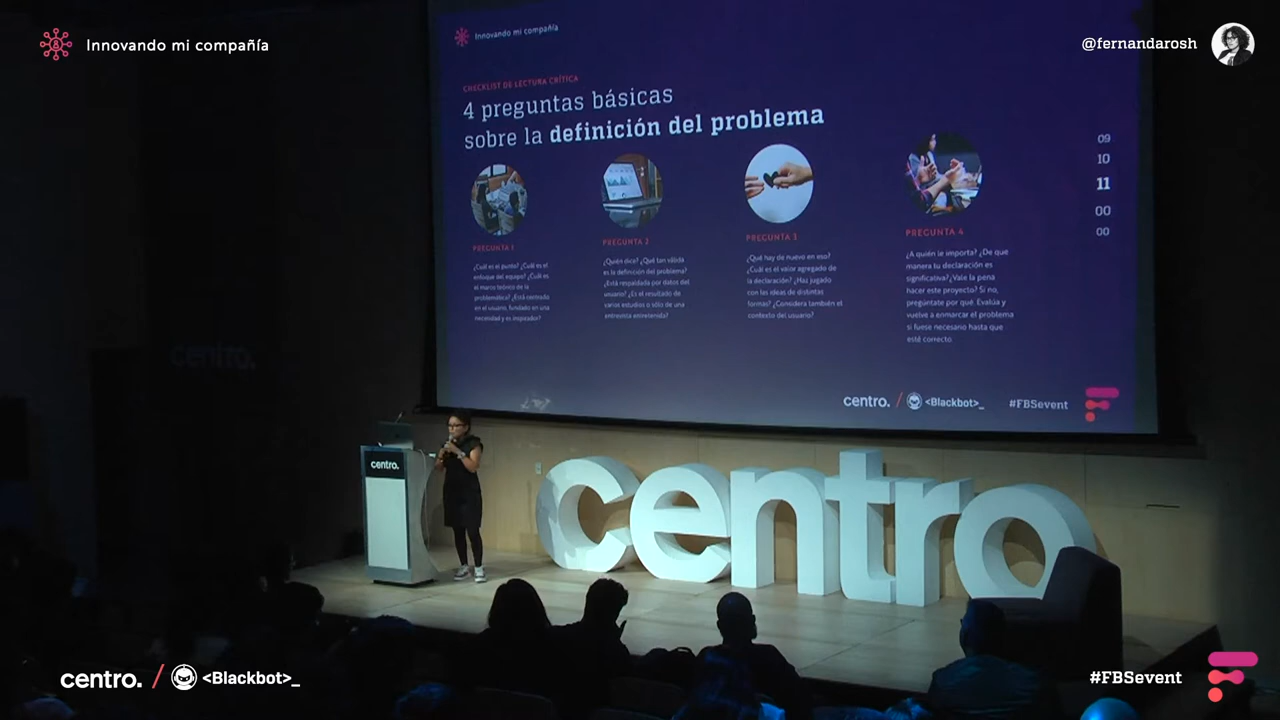 Innovando mi compañía
@fernandarosh
Innovando mi compañía
CHECKLIST DE LECTURA CRÍTICA
4 preguntas básicas
sobre la definición del problema
09
10
11
00
00
PREGUNTA 1
¿Cuál es el punto? ¿Cuál es el
enfoque del equipo? ¿Cuál es
el marco teórico de la
problemática? ¿Está centrado
en el usuario, fundado en una
necesidad y es inspirador?
PREGUNTA 2
¿Quién dice? ¿Qué tan válida
es la definición del problema?
¿Está respaldada por datos del
usuario? ¿Es el resultado de
varios estudios o sólo de una
entrevista entretenida?
PREGUNTA 3
¿Qué hay de nuevo en eso?
¿Cuál es el valor agregado de
la declaración? ¿Haz jugado
con las ideas de distintas
formas? ¿Considera también el
contexto del usuario?
PREGUNTA 4
¿A quién le importa? ¿De que
manera tu declaración es
significativa? ¿Vale la pena
hacer este proyecto? Si no,
pregúntate por qué. Evalúa y
vuelve a enmarcar el problema
si fuese necesario hasta que
esté correcto
centro. / <Blackbot>_
#FBSevent
centro.
centro.
centro
centro. / <Blackbot>_
#FBSevent